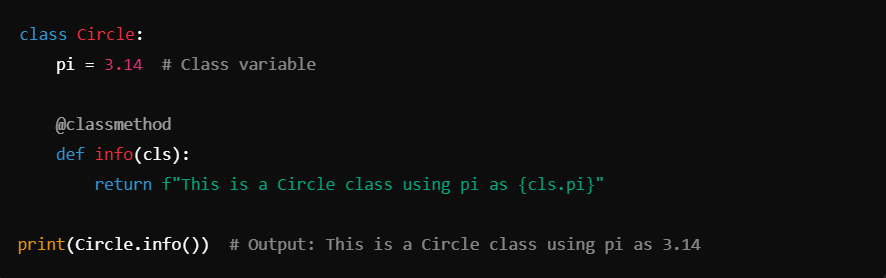 class Circle:
    pi = 3.14  # Class variable

    @classmethod
    def info(cls):
        return f"This is a Circle class using pi as {cls.pi}"

print(Circle.info())  # Output: This is a Circle class using pi as 3.14